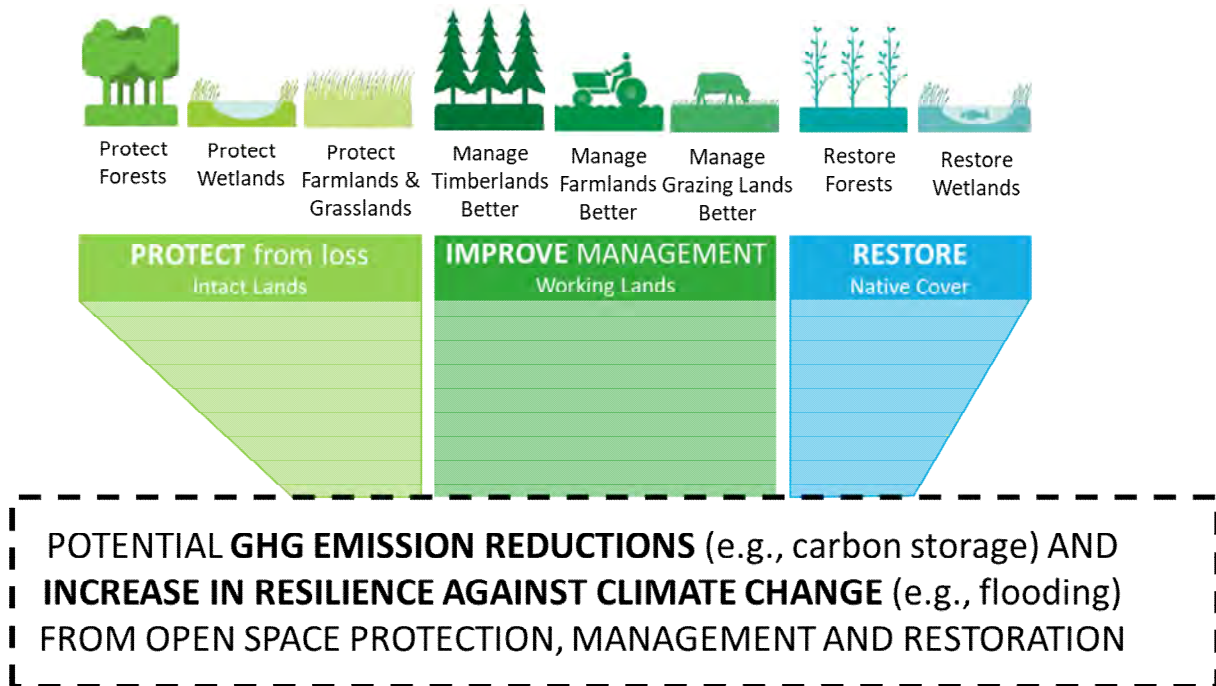 Protect
Forests
Protect
Wetlands
Protect
Farmlands &
Grasslands
Manage
Timberlands
Better
Manage
Farmlands
Better
Manage
Grazing Lands
Better
Restore
Forests
Restore
Wetlands
PROTECT from loss
Intact Lands
IMPROVE MANAGEMENT
Working Lands
RESTORE
Native Cover
POTENTIAL GHG EMISSION REDUCTIONS (e.g., carbon storage) AND
INCREASE IN RESILIENCE AGAINST CLIMATE CHANGE (e.g., flooding)
FROM OPEN SPACE PROTECTION, MANAGEMENT AND RESTORATION